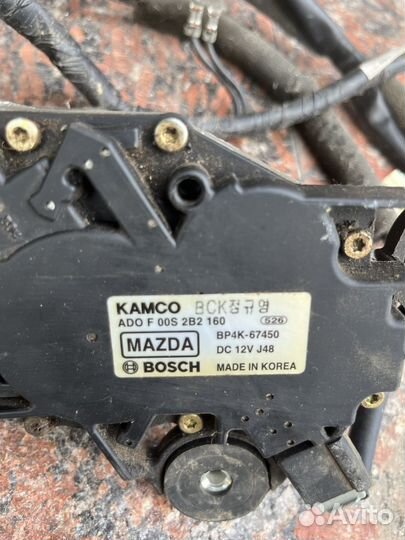 KAMCO BCK정규영
ADO F 00S 2B2 160 526
MAZDA BP4K-67450
DC 12V J48
BOSCH MADE IN KOREA
Avito